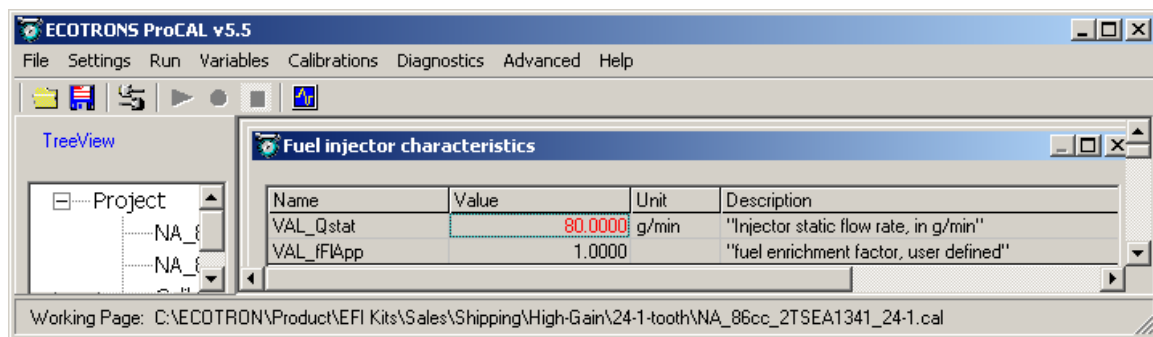 ECOTRONS ProCAL v5.5
File Settings Run Variables Calibrations Diagnostics Advanced Help
TreeView
Project
NA_8
NA_8
Fuel injector characteristics
Name Value Unit Description
VAL_Qstat 80.0000 g/min "Injector static flow rate, in g/min"
VAL_fFlApp 1.0000 "fuel enrichment factor, user defined"
Working Page: C:\ECOTRON\Product\EFI Kits\Sales\Shipping\High-Gain\24-1-tooth\NA_86cc_2TSEA1341_24-1.cal